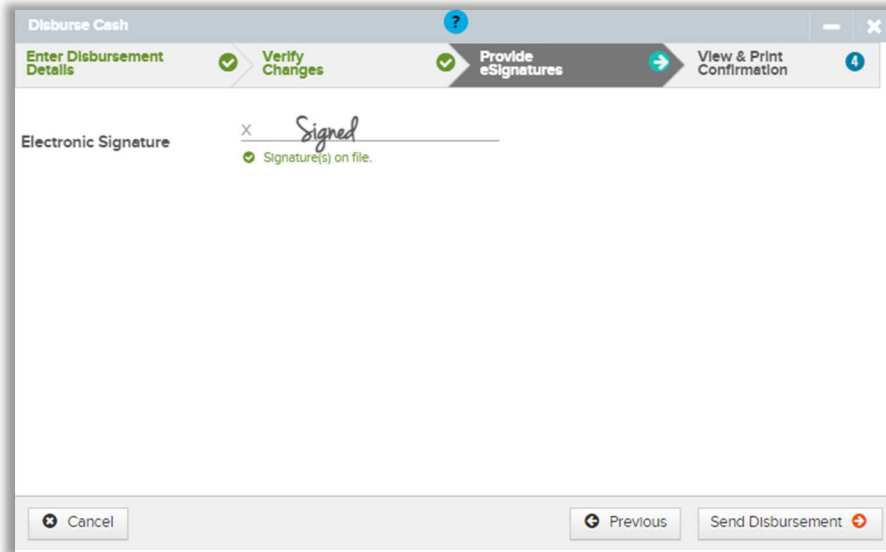 Disburse Cash ?
Enter Disbursement Details
Verify Changes
Provide eSignatures
View & Print Confirmation 4
Electronic Signature
X Signed
Signature(s) on file.
Cancel
Previous
Send Disbursement